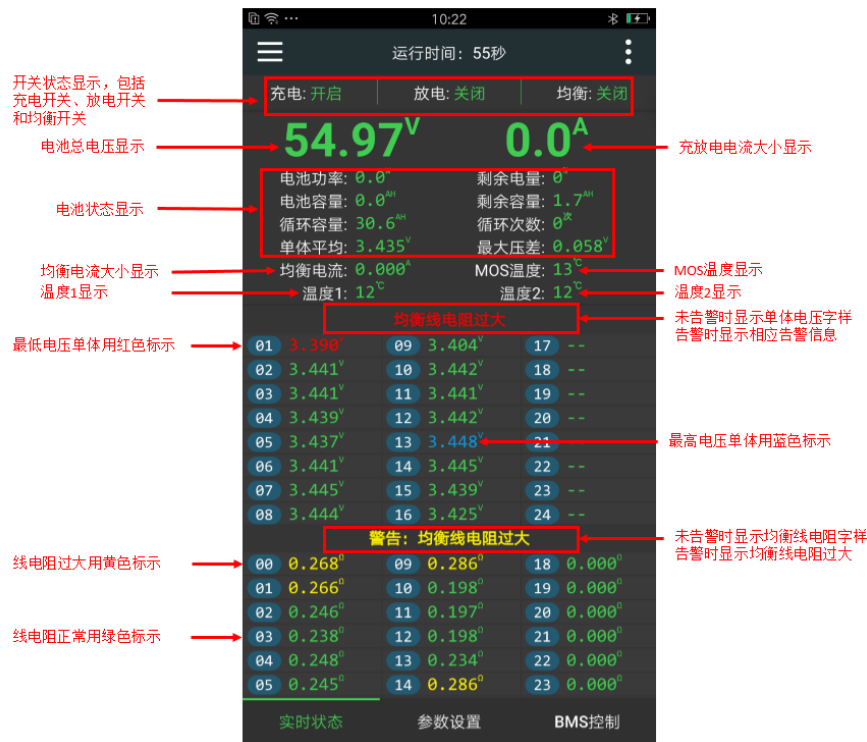 10:22
运行时间: 55秒
开关状态显示，包括
充电开关、放电开关
和均衡开关
充电: 开启
放电: 关闭
均衡: 关闭
电池总电压显示
54.97V
0.0A
充放电电流大小显示
电池状态显示
电池功率: 0.0
剩余电量: 0
电池容量: 0.0AH
剩余容量: 1.7AH
循环容量: 30.6AH
循环次数: 0次
单体平均: 3.435V
最大压差: 0.058V
均衡电流大小显示
均衡电流: 0.000A
MOS温度: 13℃
MOS温度显示
温度1显示
温度1: 12℃
温度2: 12℃
温度2显示
均衡线电阻过大
未告警时显示单体电压字样
告警时显示相应告警信息
最低电压单体用红色标示
01 3.390V 09 3.404V 17 --
02 3.441V 10 3.442V 18 --
03 3.441V 11 3.441V 19 --
04 3.439V 12 3.442V 20 --
05 3.437V 13 3.448V 21 --
最高电压单体用蓝色标示
06 3.441V 14 3.445V 22 --
07 3.445V 15 3.439V 23 --
08 3.444V 16 3.425V 24 --
警告: 均衡线电阻过大
未告警时显示均衡线电阻字样
告警时显示均衡线电阻过大
线电阻过大用黄色标示
00 0.268Ω 09 0.286Ω 18 0.000Ω
01 0.266Ω 10 0.198Ω 19 0.000Ω
02 0.246Ω 11 0.197Ω 20 0.000Ω
线电阻正常用绿色标示
03 0.238Ω 12 0.198Ω 21 0.000Ω
04 0.248Ω 13 0.234Ω 22 0.000Ω
05 0.245Ω 14 0.286Ω 23 0.000Ω
实时状态
参数设置
BMS控制